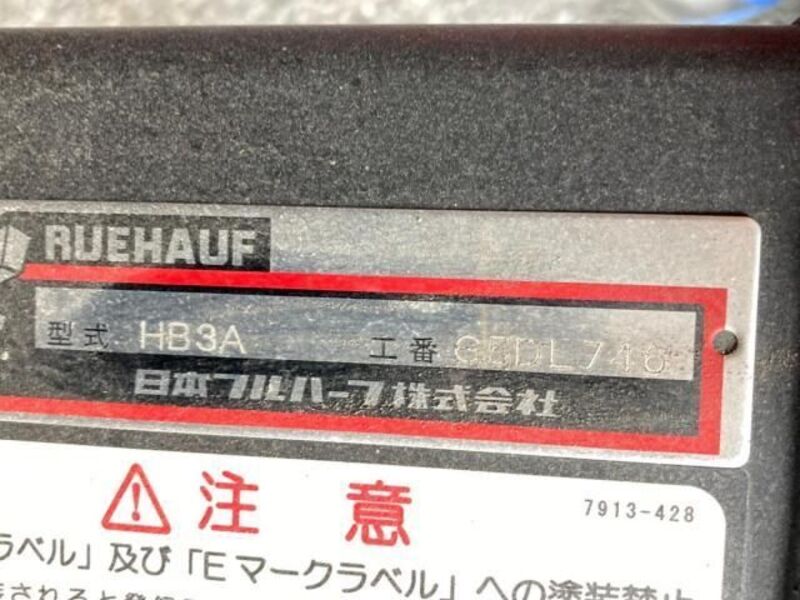 RUEHAUF
型式 HB3A 工番 G5DL746
日本フルハーフ株式会社
注意
7913-428
ラベル」及び「Eマークラベル」への塗装禁止